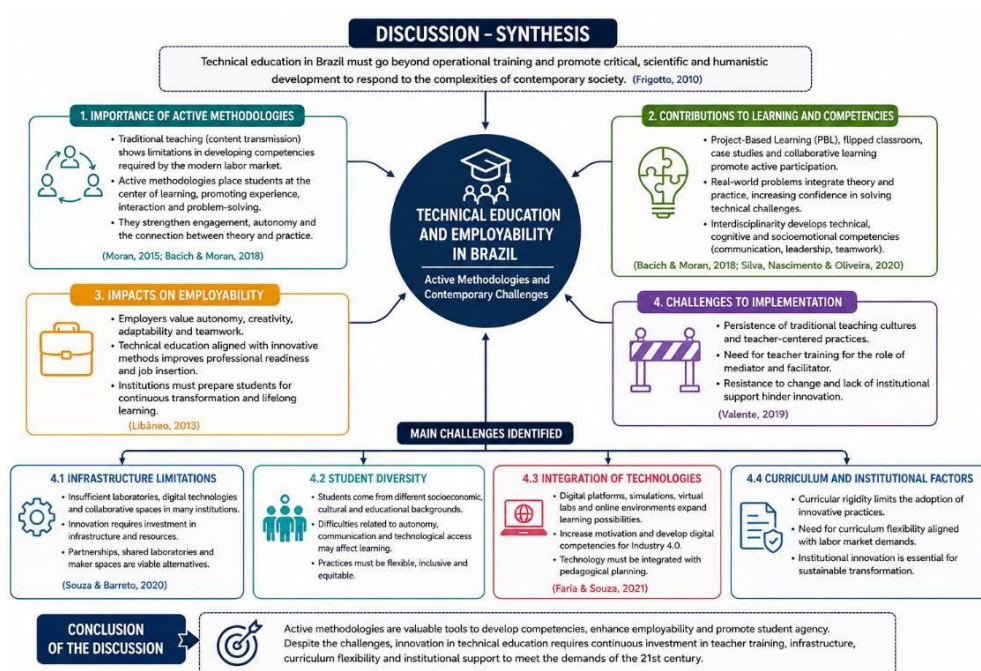 DISCUSSION – SYNTHESIS
Technical education in Brazil must go beyond operational training and promote critical, scientific and humanistic
development to respond to the complexities of contemporary society. (Frigotto, 2010)
1. IMPORTANCE OF ACTIVE METHODOLOGIES
• Traditional teaching (content transmission)
shows limitations in developing competencies
required by the modern labor market.
• Active methodologies place students at the
center of learning, promoting experience,
interaction and problem-solving.
• They strengthen engagement, autonomy and
the connection between theory and practice.
(Moran, 2015; Bacich & Moran, 2018)
2. CONTRIBUTIONS TO LEARNING AND COMPETENCIES
• Project-Based Learning (PBL), flipped classroom,
case studies and collaborative learning
promote active participation.
• Real-world problems integrate theory and
practice, increasing confidence in solving
technical challenges.
• Interdisciplinarity develops technical,
cognitive and socioemotional competencies
(communication, leadership, teamwork).
(Bacich & Moran, 2018; Silva, Nascimento & Oliveira, 2020)
TECHNICAL EDUCATION
AND EMPLOYABILITY
IN BRAZIL
Active Methodologies and
Contemporary Challenges
3. IMPACTS ON EMPLOYABILITY
• Employers value autonomy, creativity,
adaptability and teamwork.
• Technical education aligned with innovative
methods improves professional readiness
and job insertion.
• Institutions must prepare students for
continuous transformation and lifelong
learning.
(Libâneo, 2013)
4. CHALLENGES TO IMPLEMENTATION
• Persistence of traditional teaching cultures
and teacher-centered practices.
• Need for teacher training for the role of
mediator and facilitator.
• Resistance to change and lack of institutional
support hinder innovation.
(Valente, 2019)
MAIN CHALLENGES IDENTIFIED
4.1 INFRASTRUCTURE LIMITATIONS
• Insufficient laboratories, digital technologies
and collaborative spaces in many institutions.
• Innovation requires investment in
infrastructure and resources.
• Partnerships, shared laboratories and
maker spaces are viable alternatives.
(Souza & Barreto, 2020)
4.2 STUDENT DIVERSITY
• Students come from different socioeconomic,
cultural and educational backgrounds.
• Difficulties related to autonomy,
communication and technological access
may affect learning.
• Practices must be flexible, inclusive and
equitable.
4.3 INTEGRATION OF TECHNOLOGIES
• Digital platforms, simulations, virtual
labs and online environments expand
learning possibilities.
• Increase motivation and develop digital
competencies for Industry 4.0.
• Technology must be integrated with
pedagogical planning.
(Faria & Souza, 2021)
4.4 CURRICULUM AND INSTITUTIONAL FACTORS
• Curricular rigidity limits the adoption of
innovative practices.
• Need for curriculum flexibility aligned
with labor market demands.
• Institutional innovation is essential for
sustainable transformation.
CONCLUSION
OF THE DISCUSSION
Active methodologies are valuable tools to develop competencies, enhance employability and promote student agency.
Despite the challenges, innovation in technical education requires continuous investment in teacher training, infrastructure,
curriculum flexibility and institutional support to meet the demands of the 21st century.